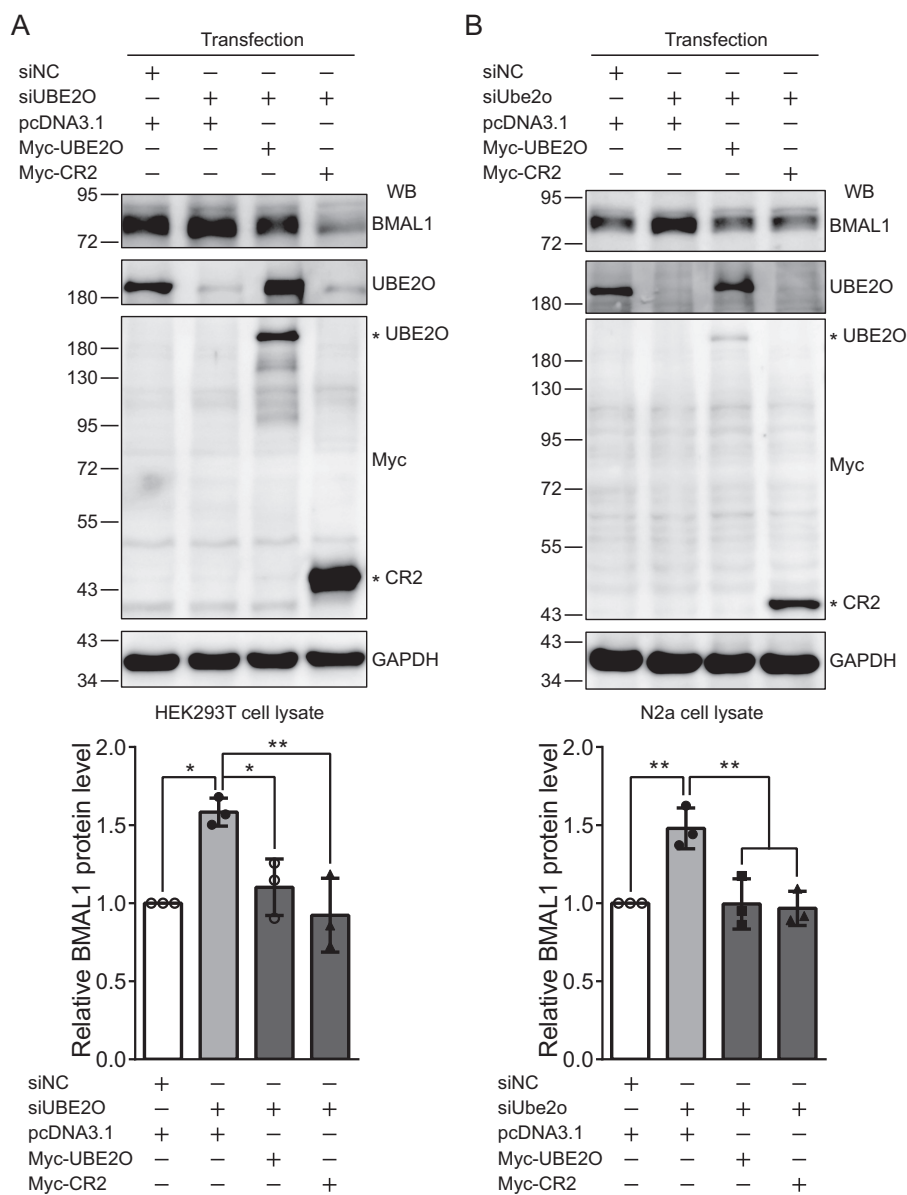 A
Transfection
siNC + − − −
siUBE2O − + + +
pcDNA3.1 + + − −
Myc-UBE2O − − + −
Myc-CR2 − − − +
WB
95
72
BMAL1
180
UBE2O
* UBE2O
180
130
95
Myc
72
55
* CR2
43
43
GAPDH
34
HEK293T cell lysate
Relative BMAL1 protein level
2.0
1.5
1.0
0.5
0.0
* * **
siNC + − − −
siUBE2O − + + +
pcDNA3.1 + + − −
Myc-UBE2O − − + −
Myc-CR2 − − − +
B
Transfection
siNC + − − −
siUbe2o − + + +
pcDNA3.1 + + − −
Myc-UBE2O − − + −
Myc-CR2 − − − +
WB
95
72
BMAL1
180
UBE2O
* UBE2O
180
130
95
Myc
72
55
* CR2
43
43
GAPDH
34
N2a cell lysate
Relative BMAL1 protein level
2.0
1.5
1.0
0.5
0.0
** **
siNC + − − −
siUbe2o − + + +
pcDNA3.1 + + − −
Myc-UBE2O − − + −
Myc-CR2 − − − +